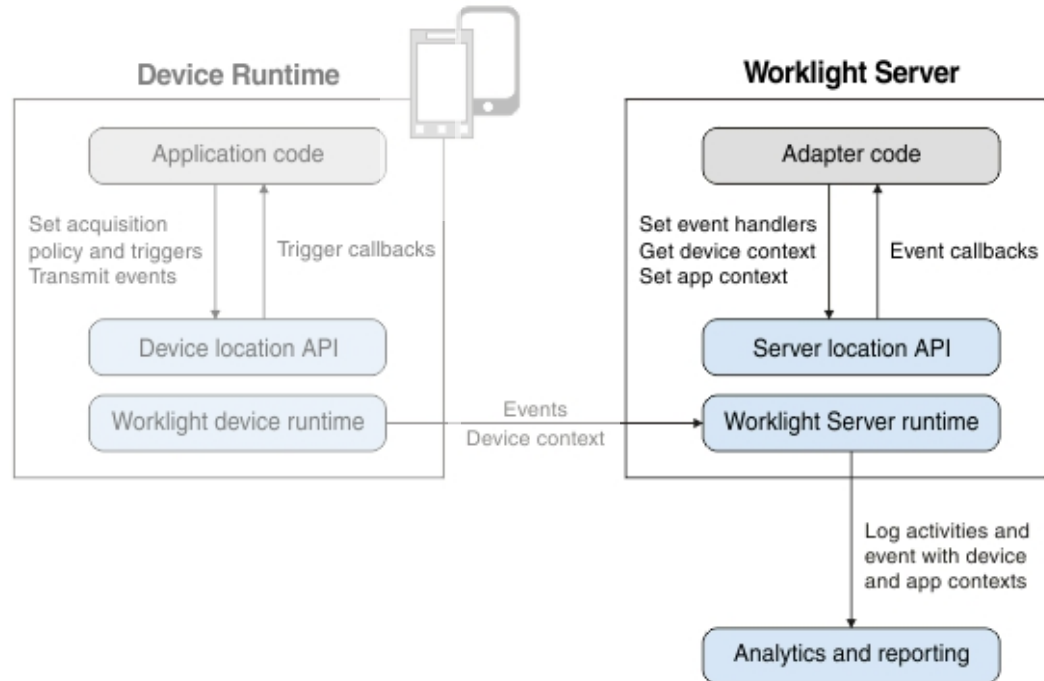 Device Runtime
Application code
Set acquisition
policy and triggers
Transmit events
Trigger callbacks
Device location API
Worklight device runtime
Events
Device context
Worklight Server
Adapter code
Set event handlers
Get device context
Set app context
Event callbacks
Server location API
Worklight Server runtime
Log activities and
event with device
and app contexts
Analytics and reporting